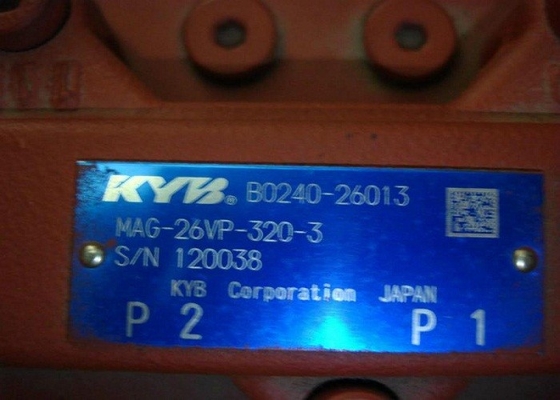 KYB® B0240-26013
MAG-26VP-320-3
S/N 120038
KYB Corporation JAPAN
P 2 P 1